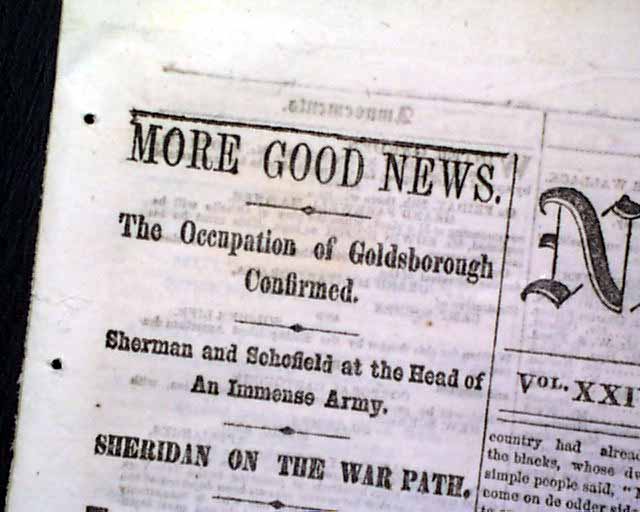 MORE GOOD NEWS.
The Occupation of Goldsborough
Confirmed.
Sherman and Schofield at the Head of
An Immense Army.
SHERIDAN ON THE WAR PATH.
N
VOL. XXI
country had alread
the blacks, whose
simple people said,
come on de odder sid